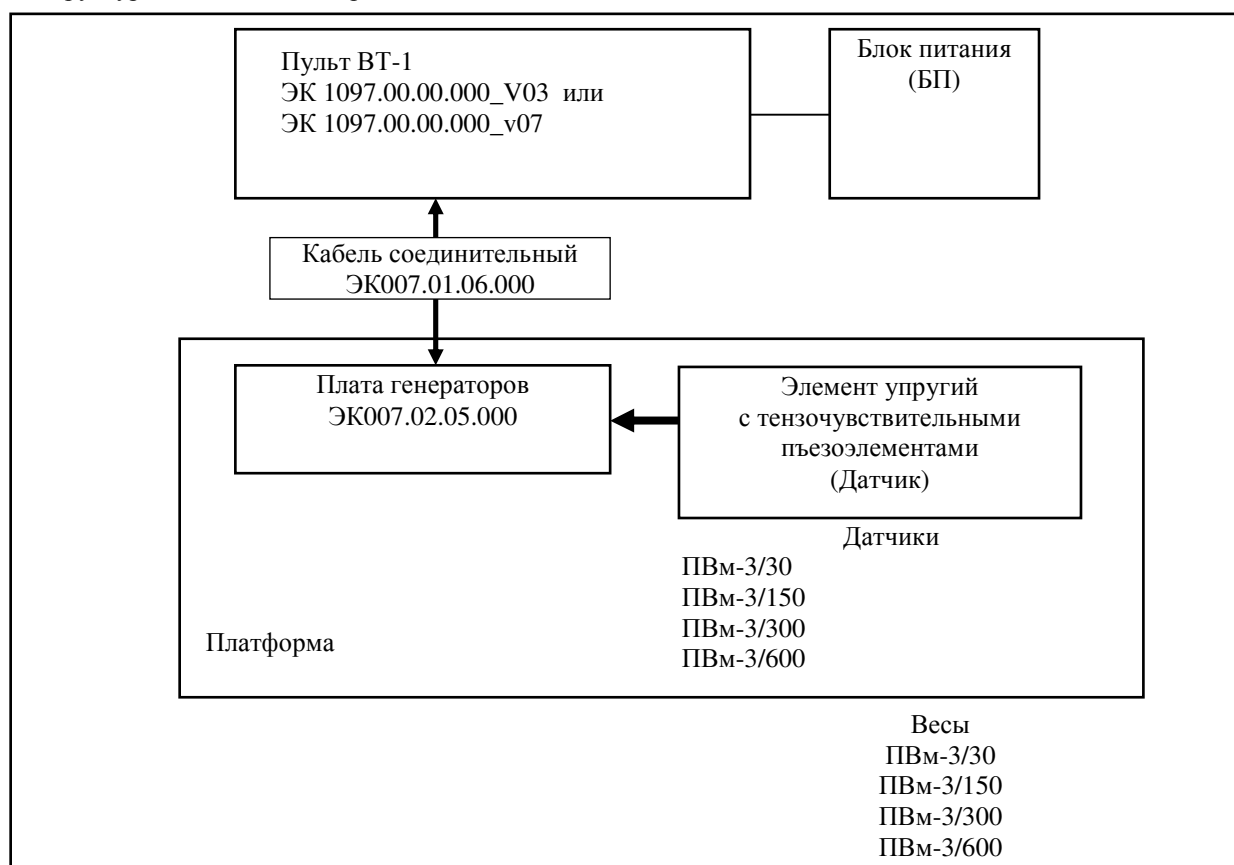 Пульт ВТ-1
ЭК 1097.00.00.000_V03 или
ЭК 1097.00.00.000_v07
Блок питания
(БП)
Кабель соединительный
ЭК007.01.06.000
Плата генераторов
ЭК007.02.05.000
Элемент упругий
с тензочувствительными
пъезоэлементами
(Датчик)
Датчики
ПВм-3/30
ПВм-3/150
ПВм-3/300
ПВм-3/600
Платформа
Весы
ПВм-3/30
ПВм-3/150
ПВм-3/300
ПВм-3/600